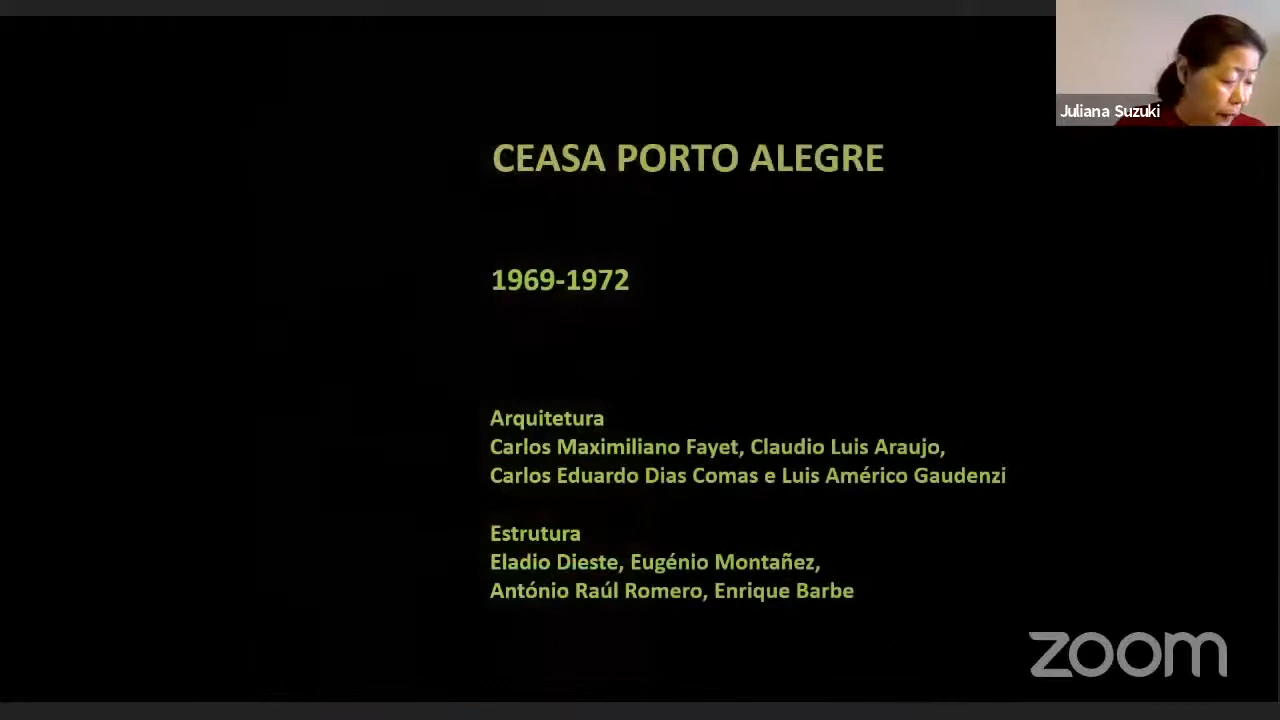 Juliana Suzuki
CEASA PORTO ALEGRE
1969-1972
Arquitetura
Carlos Maximiliano Fayet, Claudio Luis Araujo,
Carlos Eduardo Dias Comas e Luis Américo Gaudenzi
Estrutura
Eladio Dieste, Eugénio Montañez,
António Raúl Romero, Enrique Barbe
zoom